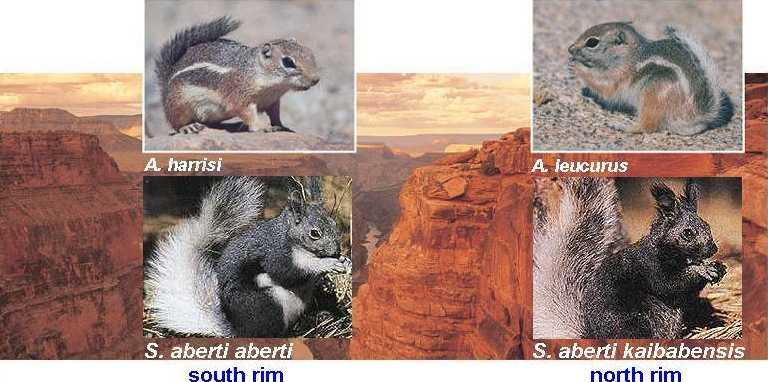 A. harrisi
A. leucurus
S. aberti aberti
S. aberti kaibabensis
south rim
north rim